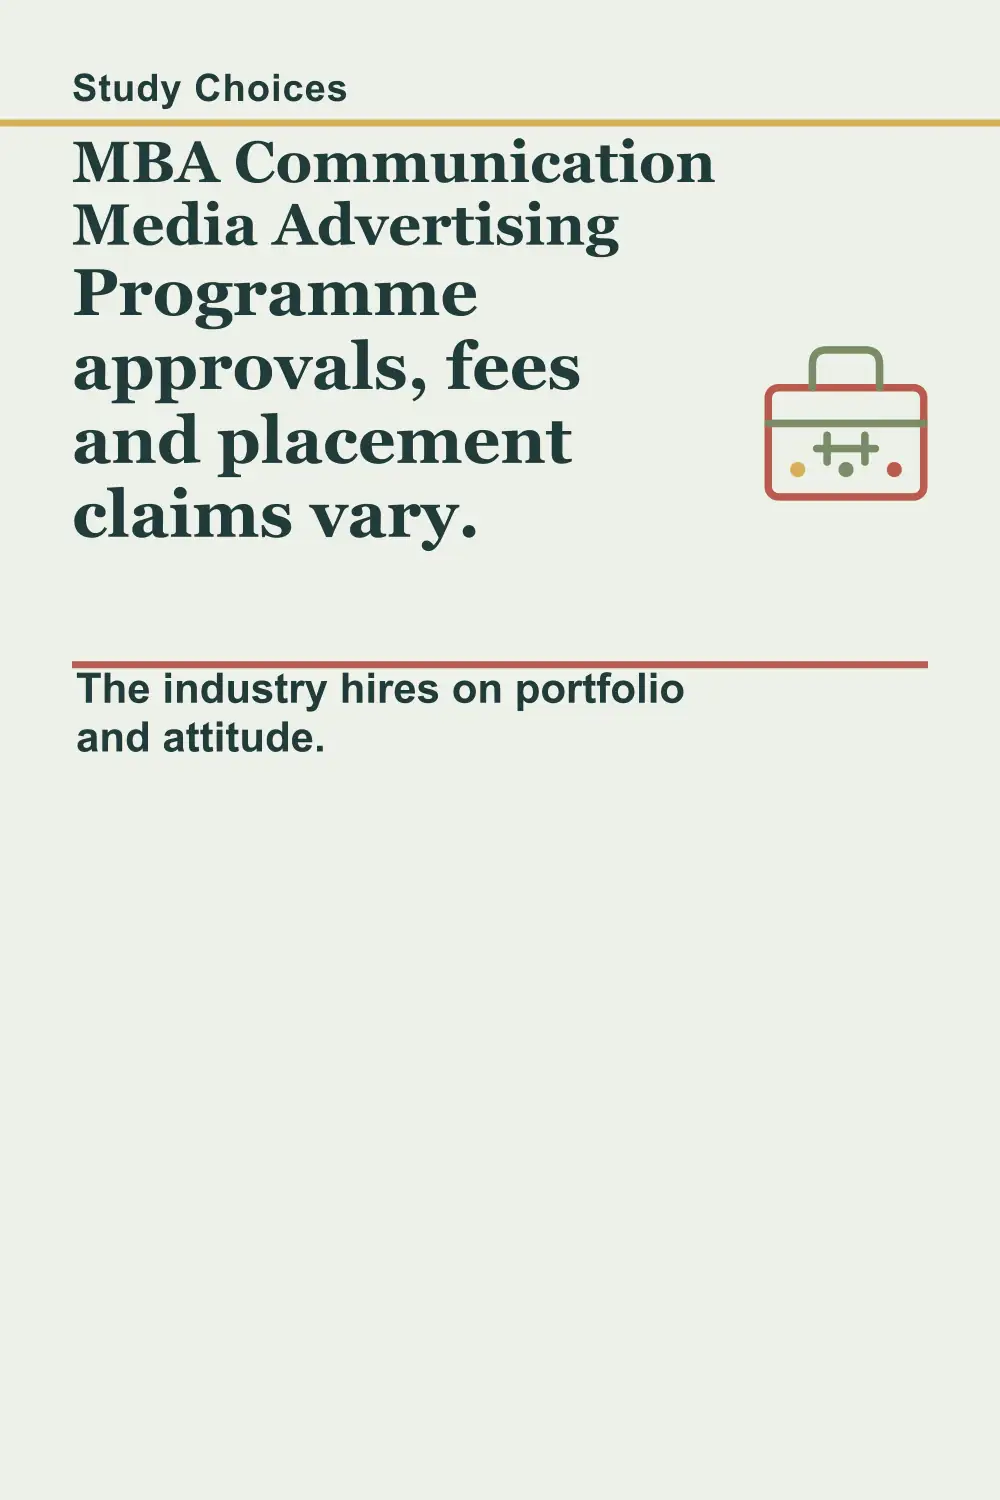 Study Choices
MBA Communication
Media Advertising
Programme
approvals, fees
and placement
claims vary.
The industry hires on portfolio
and attitude.